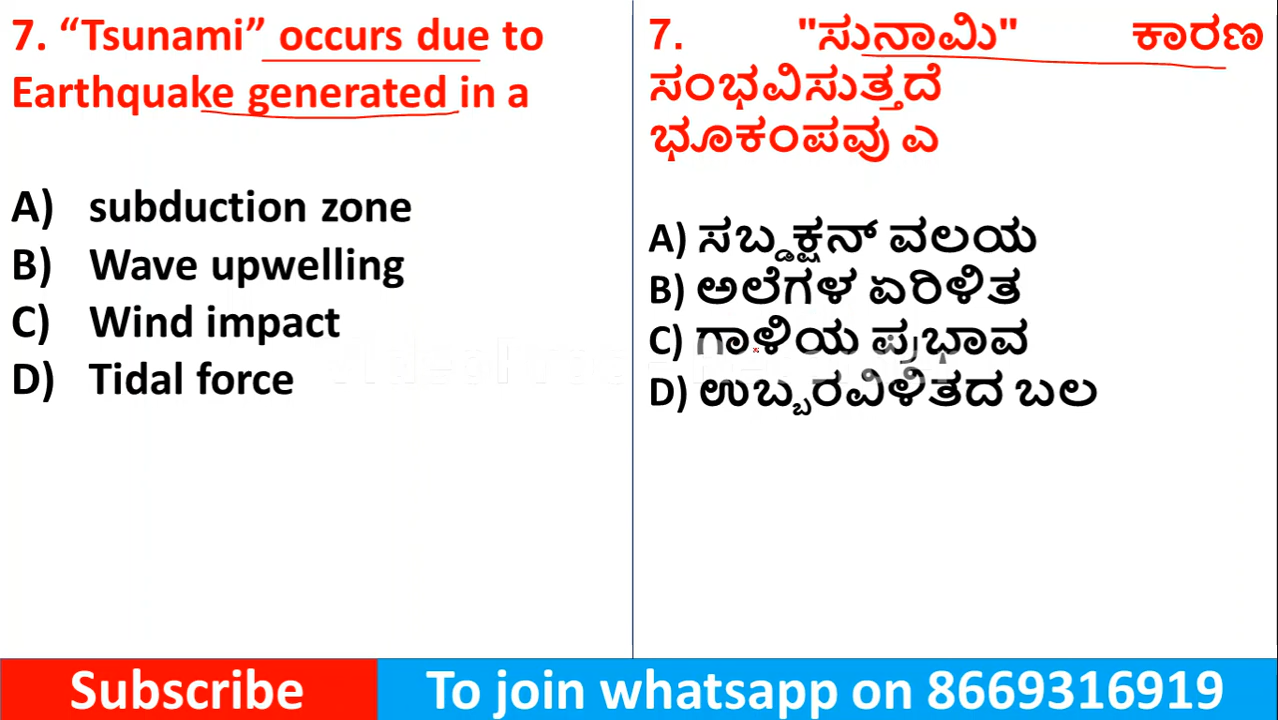 7. “Tsunami” occurs due to
Earthquake generated in a
A) subduction zone
B) Wave upwelling
C) Wind impact
D) Tidal force
7. "ಸುನಾಮಿ" ಕಾರಣ
ಸಂಭವಿಸುತ್ತದೆ
ಭೂಕಂಪವು ಎ
A) ಸಬ್ಡಕ್ಷನ್ ವಲಯ
B) ಅಲೆಗಳ ಏರಿಳಿತ
C) ಗಾಳಿಯ ಪ್ರಭಾವ
D) ಉಬ್ಬರವಿಳಿತದ ಬಲ
Subscribe
To join whatsapp on 8669316919